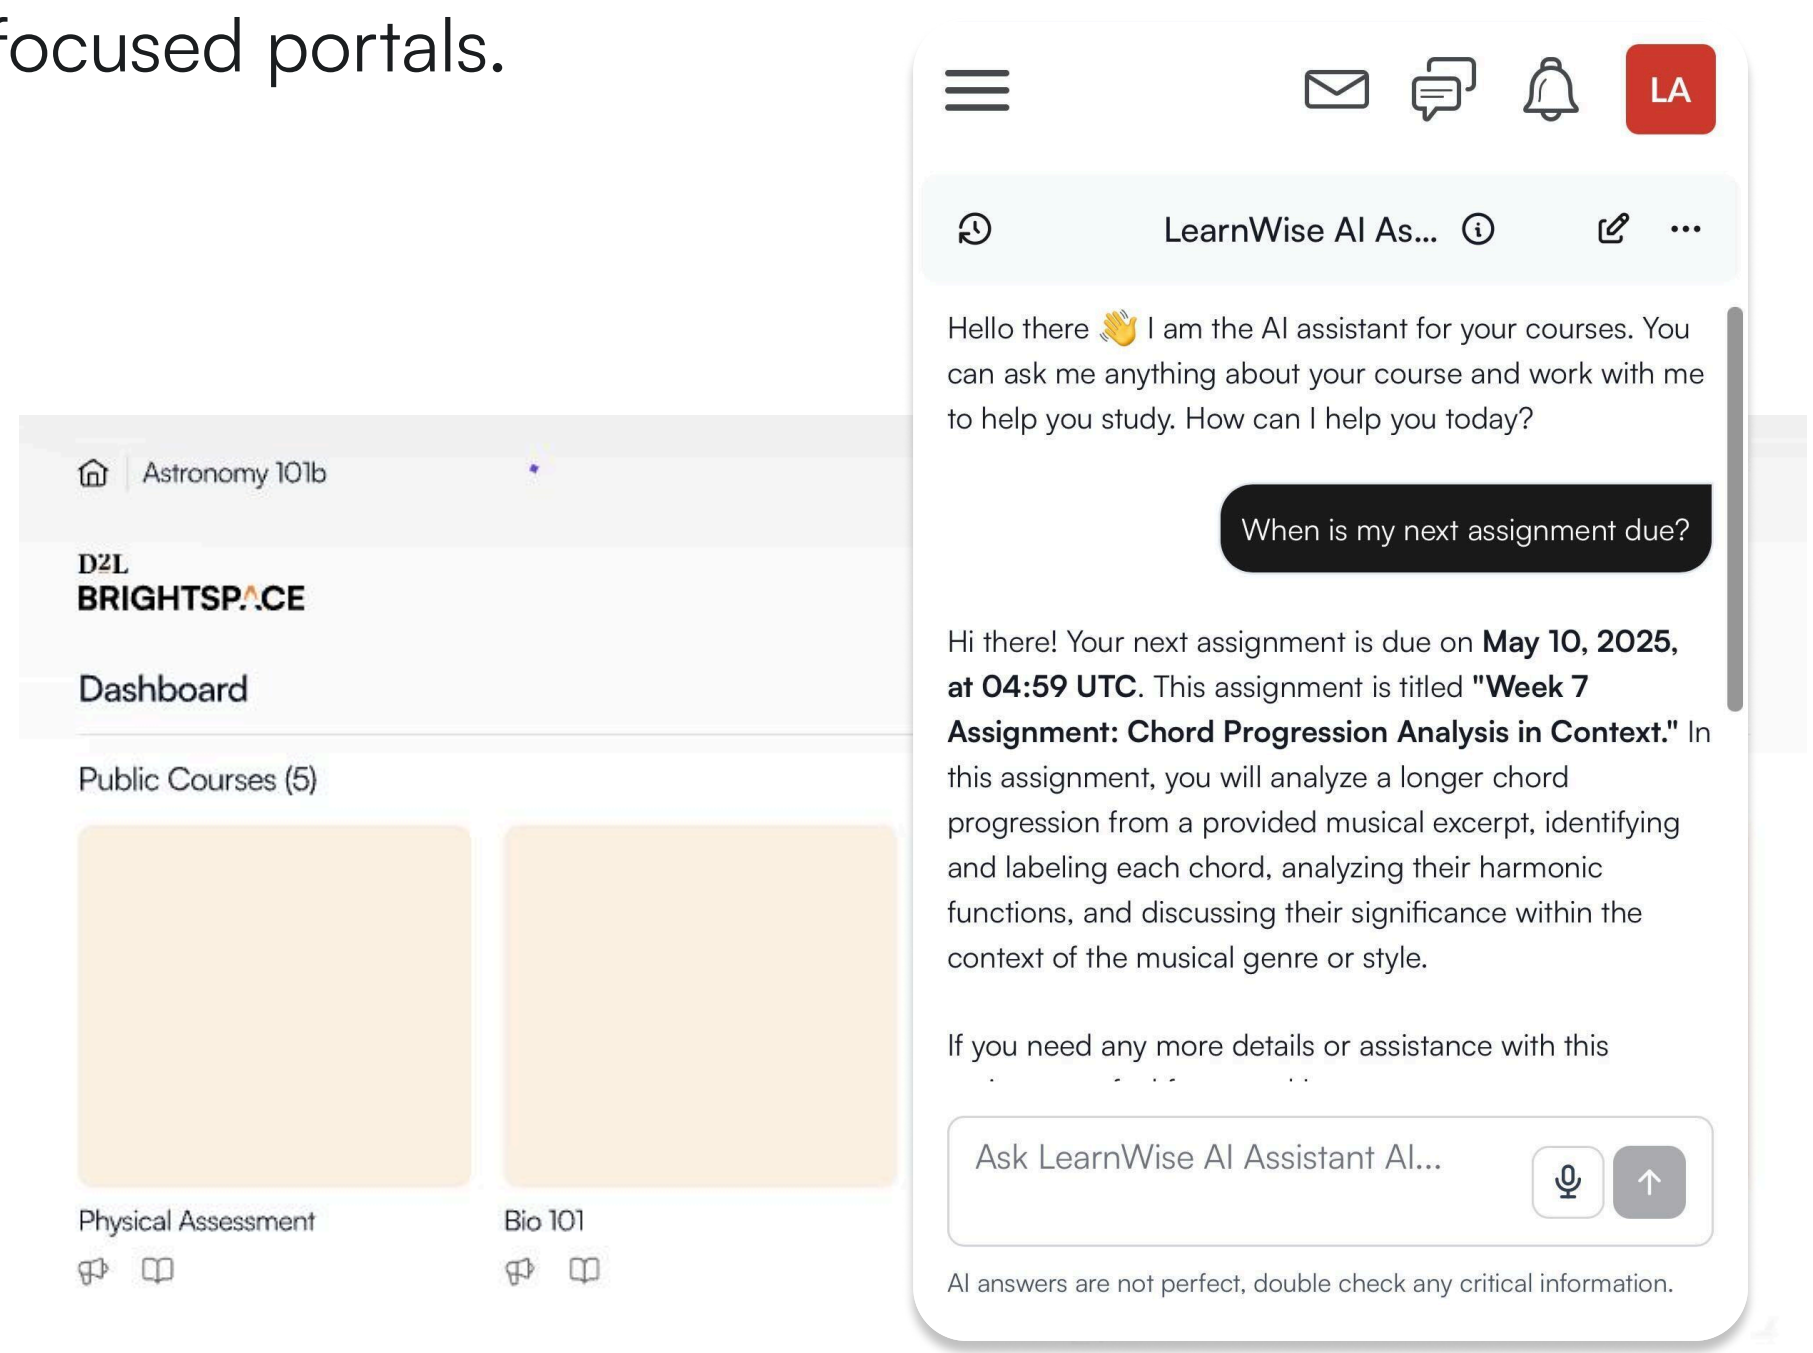 focused portals.
Astronomy 101b
D2L
BRIGHTSPACE
Dashboard
Public Courses (5)
Physical Assessment
Bio 101
LA
LearnWise AI As...
Hello there 👋 I am the AI assistant for your courses. You
can ask me anything about your course and work with me
to help you study. How can I help you today?
When is my next assignment due?
Hi there! Your next assignment is due on May 10, 2025,
at 04:59 UTC. This assignment is titled "Week 7
Assignment: Chord Progression Analysis in Context." In
this assignment, you will analyze a longer chord
progression from a provided musical excerpt, identifying
and labeling each chord, analyzing their harmonic
functions, and discussing their significance within the
context of the musical genre or style.
If you need any more details or assistance with this
Ask LearnWise AI Assistant AI...
AI answers are not perfect, double check any critical information.